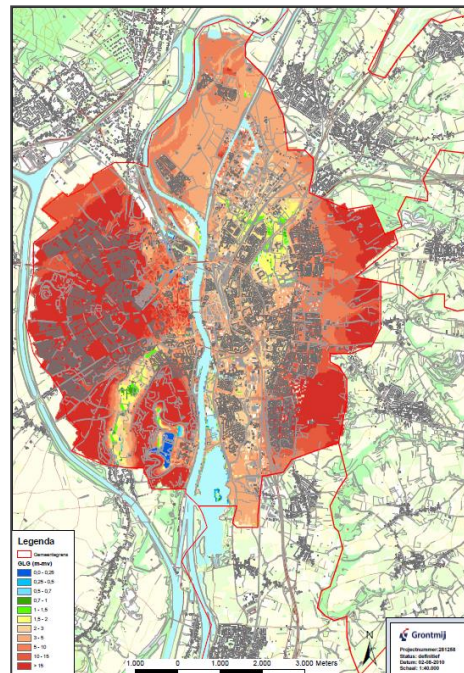 Legenda
Gemeentegrens
GLG (m-mv)
0,0 - 0,25
0,25 - 0,5
0,5 - 0,7
0,7 - 1
1 - 1,5
1,5 - 2
2 - 3
3 - 5
5 - 10
10 - 15
> 15
1.000 500 0 1.000 2.000 3.000 Meters
N
Grontmij
Projectnummer:281258
Status: definitief
Datum: 02-08-2010
Schaal: 1:40.000